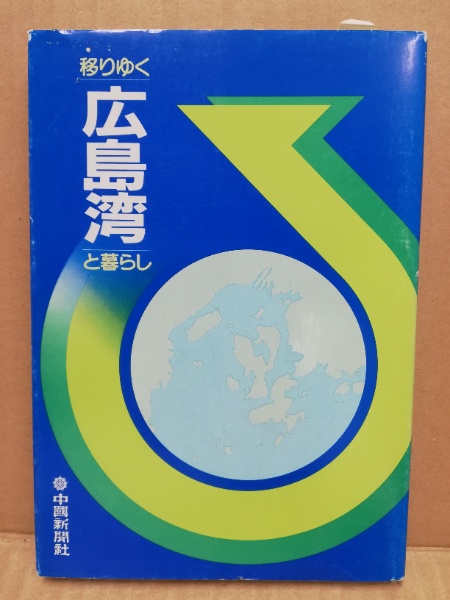 移りゆく
広島湾
と暮らし
中國新聞社